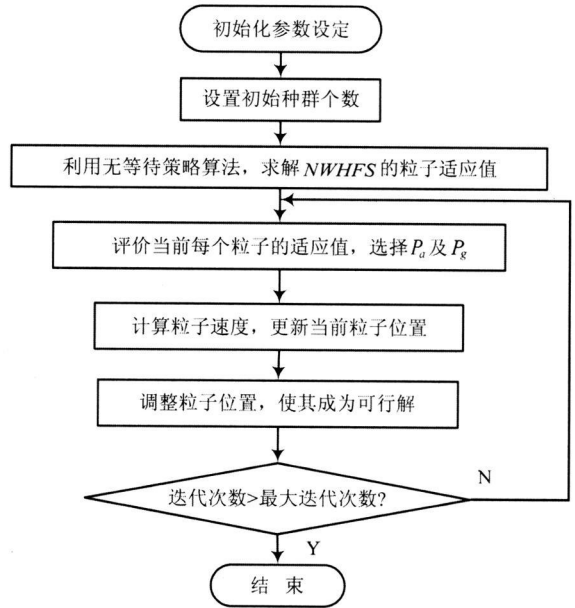 初始化参数设定
设置初始种群个数
利用无等待策略算法，求解NWHFS的粒子适应值
评价当前每个粒子的适应值，选择Pa及Pg
计算粒子速度，更新当前粒子位置
调整粒子位置，使其成为可行解
迭代次数>最大迭代次数?
N
Y
结 束